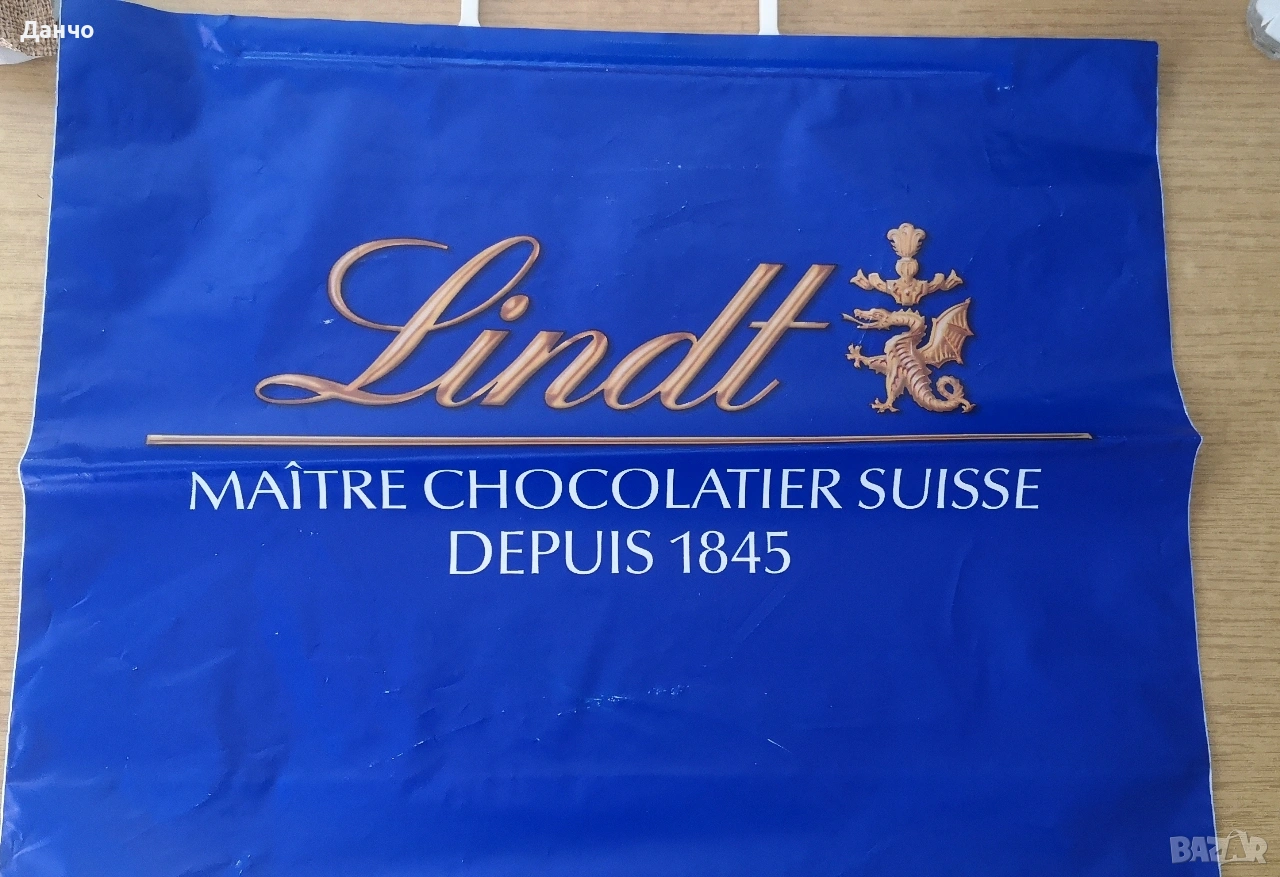 Данчо
Lindt
MAÎTRE CHOCOLATIER SUISSE
DEPUIS 1845
BAZAR